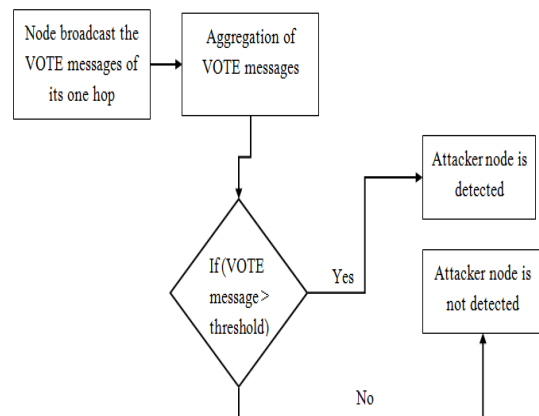 Node broadcast the
VOTE messages of
its one hop
Aggregation of
VOTE messages
Attacker node is
detected
If (VOTE
message >
threshold)
Yes
Attacker node is
not detected
No